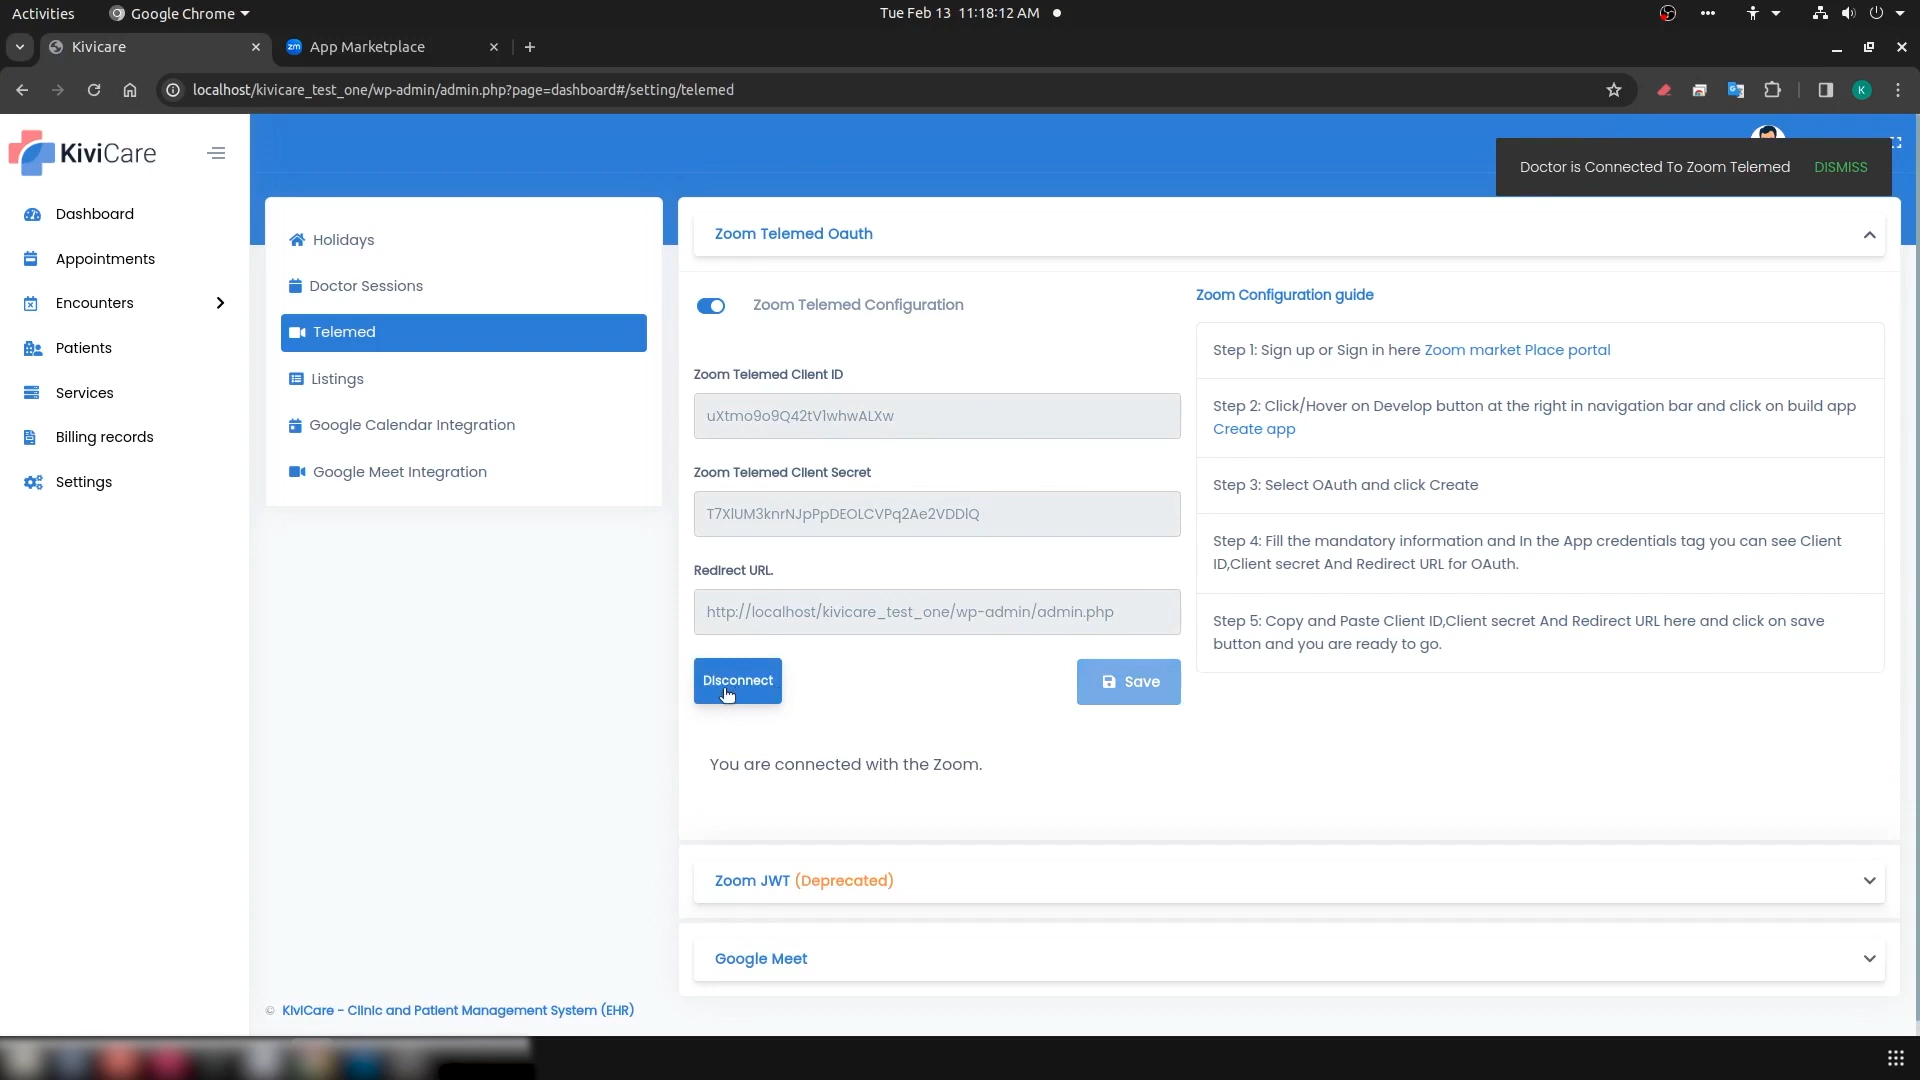 Activities
Google Chrome
Tue Feb 13 11:18:12 AM
Kivicare
zm App Marketplace
localhost/kivicare_test_one/wp-admin/admin.php?page=dashboard#/setting/telemed
K
KiviCare
Doctor is Connected To Zoom Telemed DISMISS
Dashboard
Appointments
Encounters
Patients
Services
Billing records
Settings
Holidays
Doctor Sessions
Telemed
Listings
Google Calendar Integration
Google Meet Integration
Zoom Telemed Oauth
Zoom Telemed Configuration
Zoom Telemed Client ID
uXtmo9o9Q42tV1whwALXw
Zoom Telemed Client Secret
T7XlUM3knrNJpPpDEOLCVPq2Ae2VDDlQ
Redirect URL.
http://localhost/kivicare_test_one/wp-admin/admin.php
Disconnect
Save
You are connected with the Zoom.
Zoom Configuration guide
Step 1: Sign up or Sign in here Zoom market Place portal
Step 2: Click/Hover on Develop button at the right in navigation bar and click on build app
Create app
Step 3: Select OAuth and click Create
Step 4: Fill the mandatory information and In the App credentials tag you can see Client
ID,Client secret And Redirect URL for OAuth.
Step 5: Copy and Paste Client ID,Client secret And Redirect URL here and click on save
button and you are ready to go.
Zoom JWT (Deprecated)
Google Meet
© KiviCare - Clinic and Patient Management System (EHR)